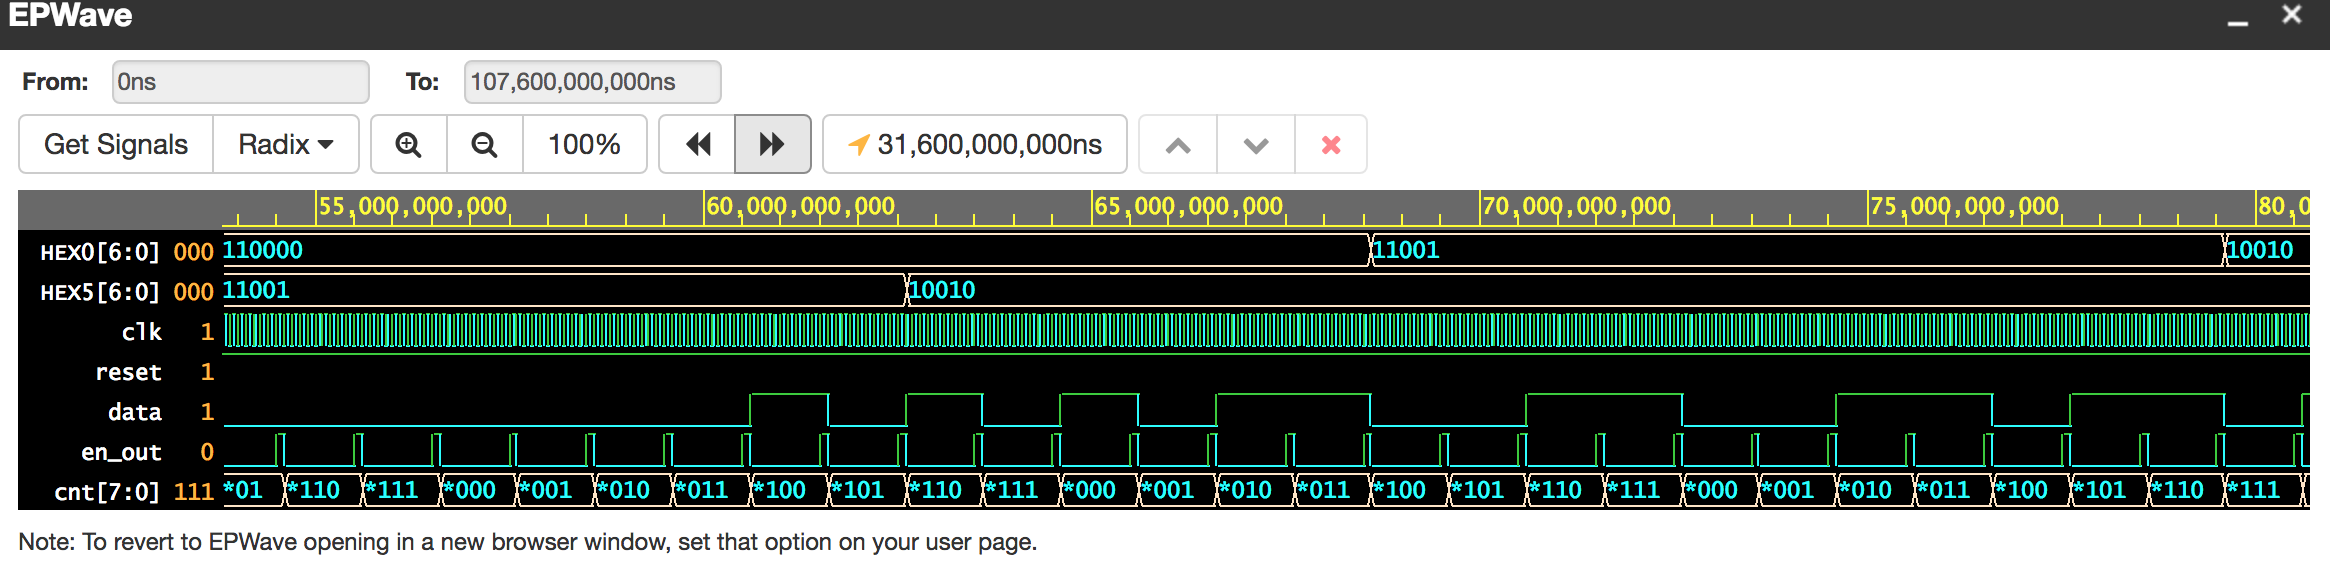 EPWave
From: 0ns To: 107,600,000,000ns
Get Signals Radix 100% 31,600,000,000ns
55,000,000,000 60,000,000,000 65,000,000,000 70,000,000,000 75,000,000,000 80,0
HEX0[6:0] 000 110000 11001 10010
HEX5[6:0] 000 11001 10010
clk 1
reset 1
data 1
en_out 0
cnt[7:0] 111 *01 *110 *111 *000 *001 *010 *011 *100 *101 *110 *111 *000 *001 *010 *011 *100 *101 *110 *111 *000 *001 *010 *011 *100 *101 *110 *111
Note: To revert to EPWave opening in a new browser window, set that option on your user page.